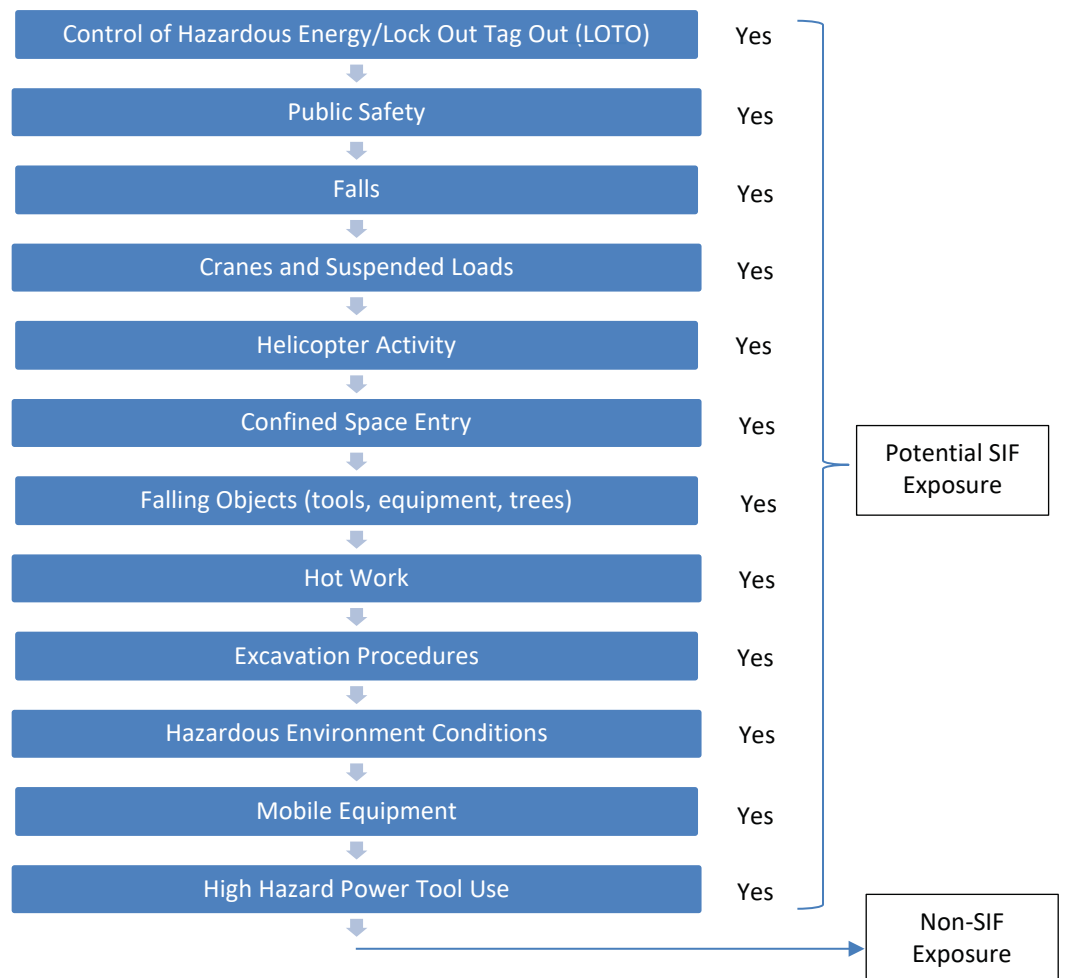 Control of Hazardous Energy/Lock Out Tag Out (LOTO)
Yes
Public Safety
Yes
Falls
Yes
Cranes and Suspended Loads
Yes
Helicopter Activity
Yes
Confined Space Entry
Yes
Potential SIF
Exposure
Falling Objects (tools, equipment, trees)
Yes
Hot Work
Yes
Excavation Procedures
Yes
Hazardous Environment Conditions
Yes
Mobile Equipment
Yes
High Hazard Power Tool Use
Yes
Non-SIF
Exposure